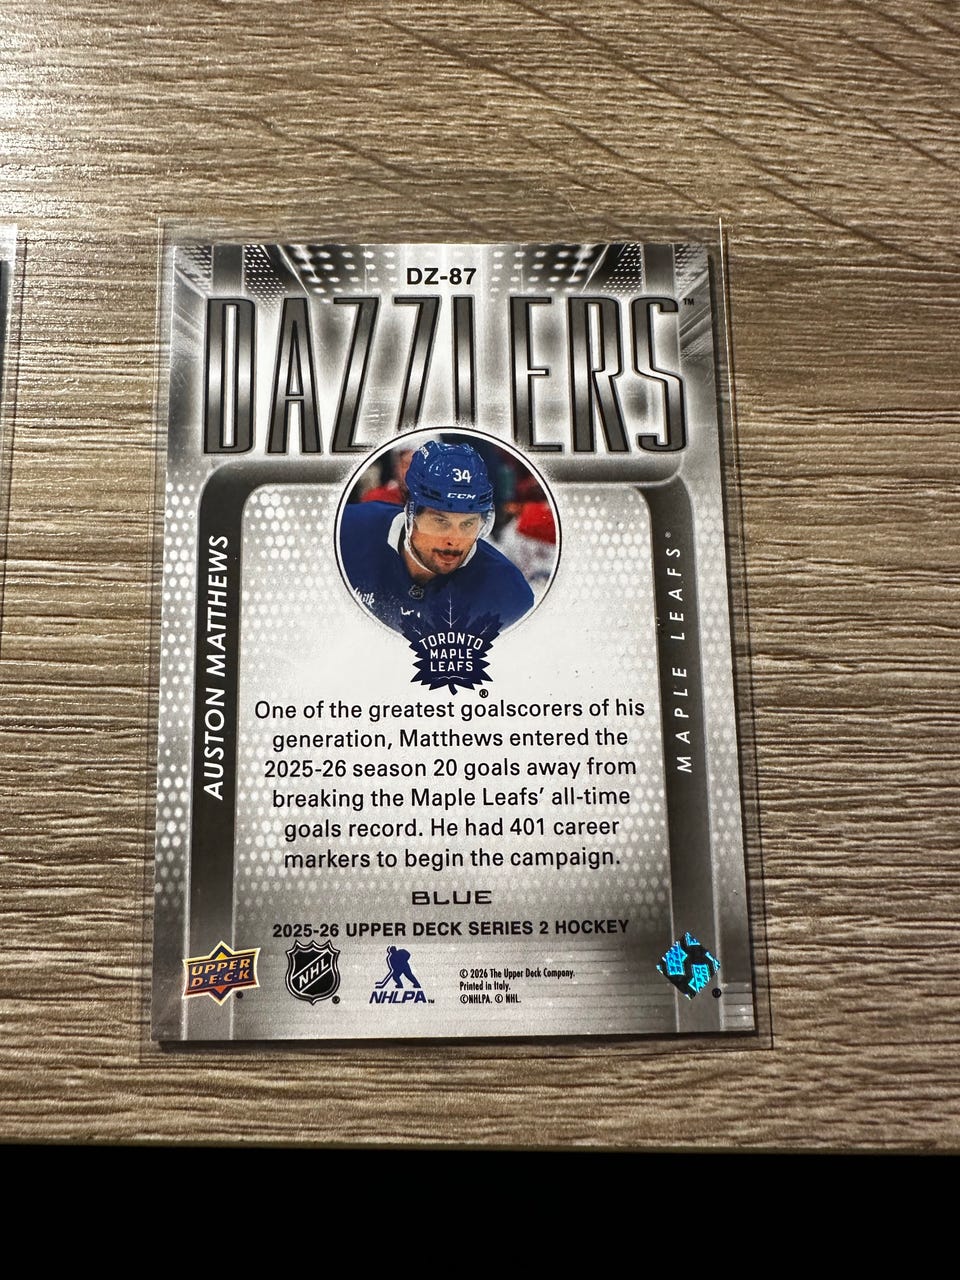 DZ-87
DAZZLERS™
34
CCM
Milk
TORONTO
MAPLE
LEAFS
®
AUSTON MATTHEWS
MAPLE LEAFS®
One of the greatest goalscorers of his
generation, Matthews entered the
2025-26 season 20 goals away from
breaking the Maple Leafs' all-time
goals record. He had 401 career
markers to begin the campaign.
BLUE
2025-26 UPPER DECK SERIES 2 HOCKEY
UPPER
DECK
®
NHL
®
NHLPA™
© 2026 The Upper Deck Company.
Printed in Italy.
©NHLPA. © NHL.
®